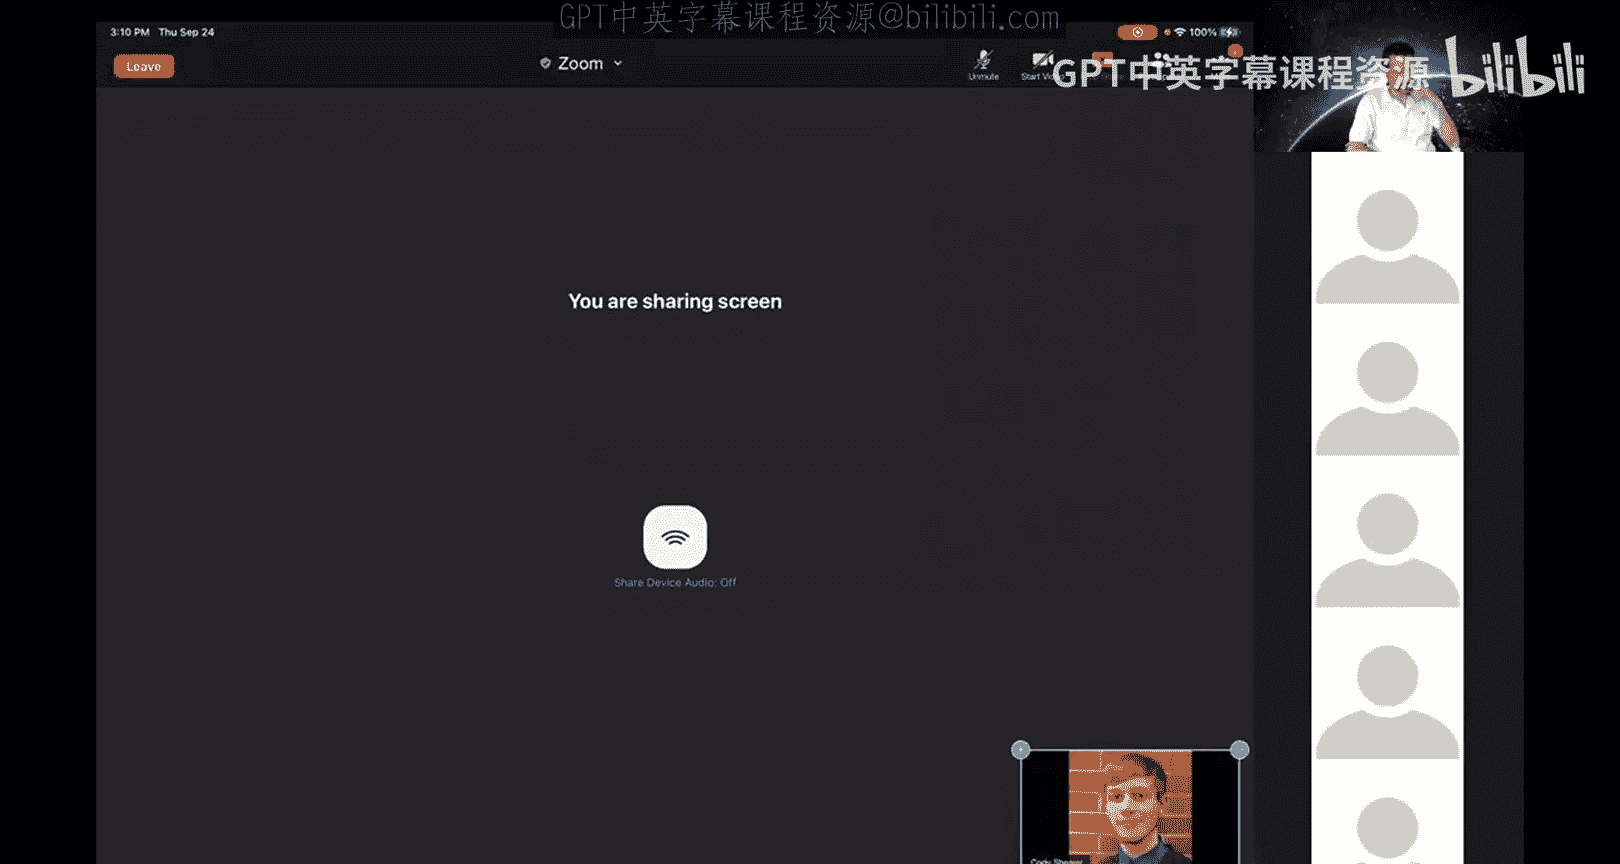 GPT中英字幕课程资源@bilibili.com
3:10 PM Thu Sep 24
100%
Leave
Zoom
Unmute
Start
GPT中英字幕课程资源 bilibili
You are sharing screen
Share Device Audio: Off